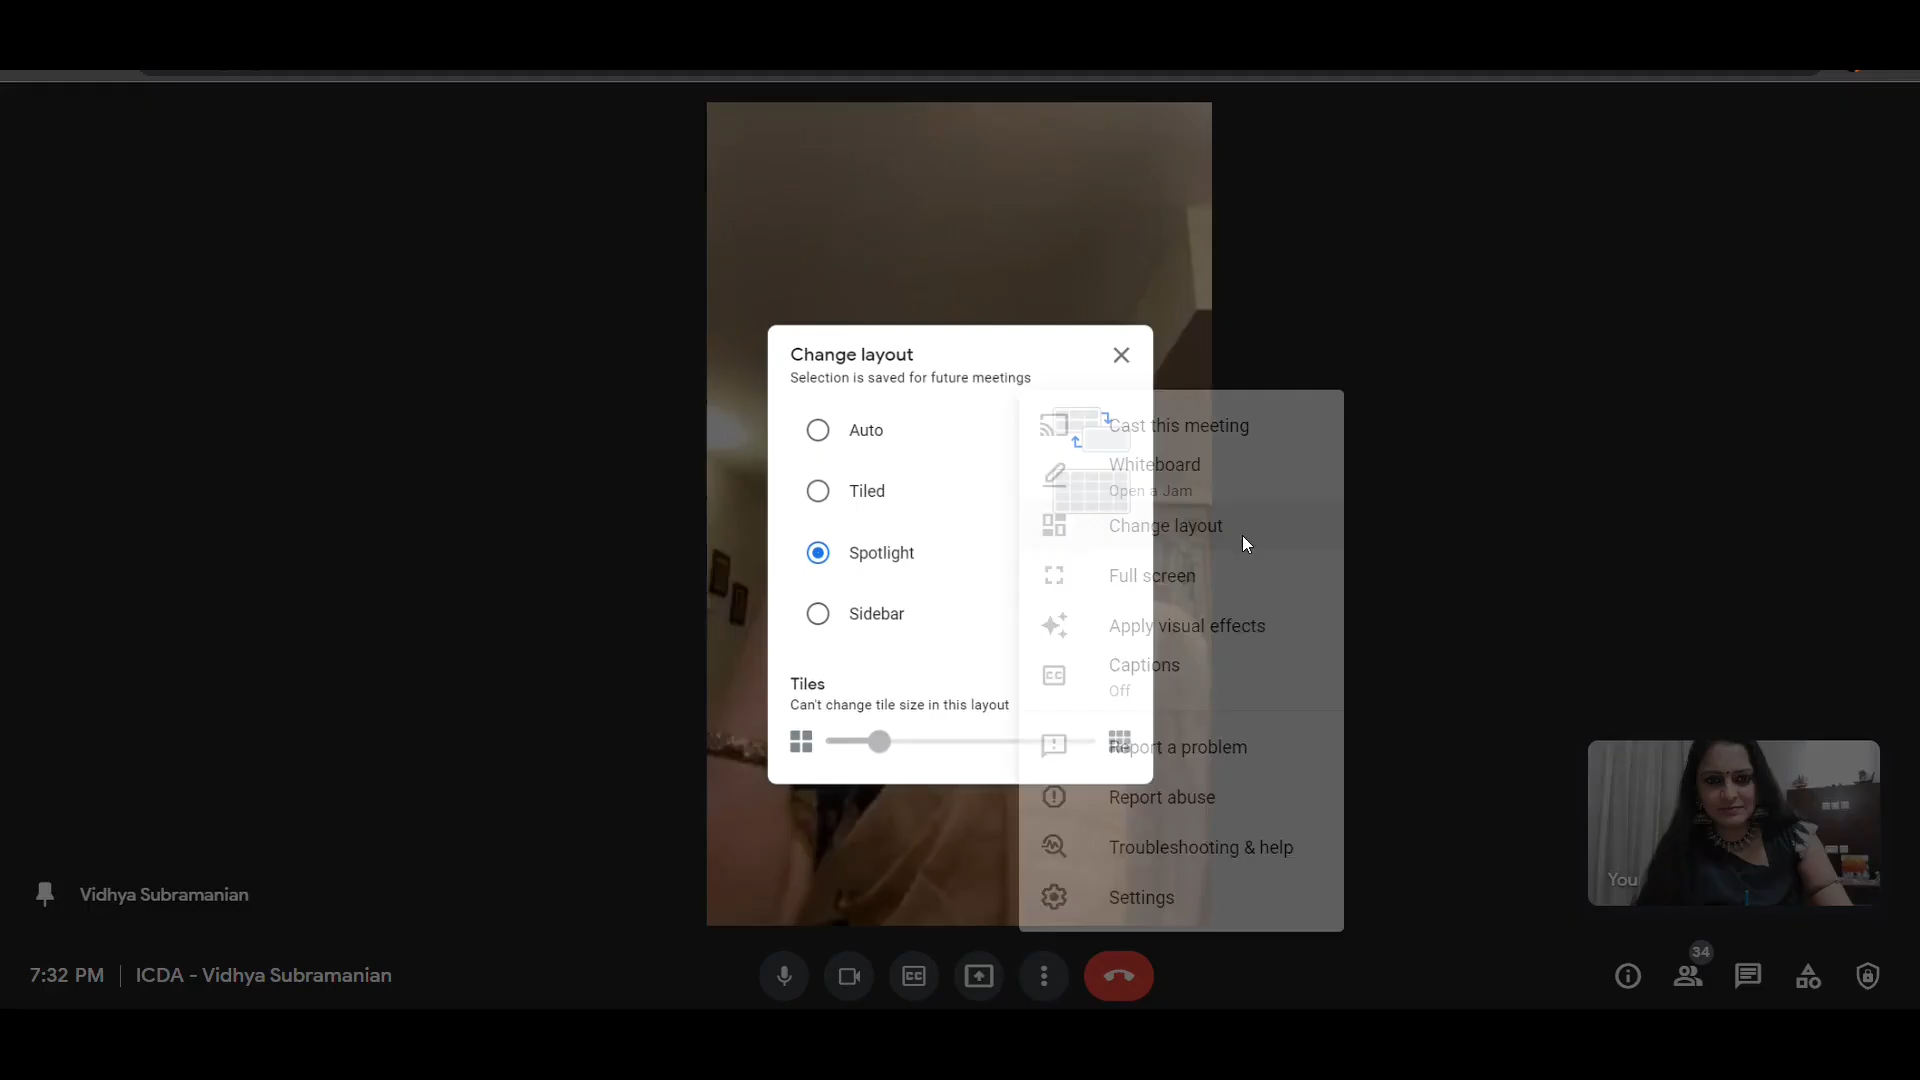 Change layout
Selection is saved for future meetings
Auto
Tiled
Spotlight
Sidebar
Tiles
Can't change tile size in this layout
Cast this meeting
Whiteboard
Open a Jam
Change layout
Full screen
Apply visual effects
Captions
Off
Report a problem
Report abuse
Troubleshooting & help
Settings
You
Vidhya Subramanian
7:32 PM | ICDA - Vidhya Subramanian
CC
34